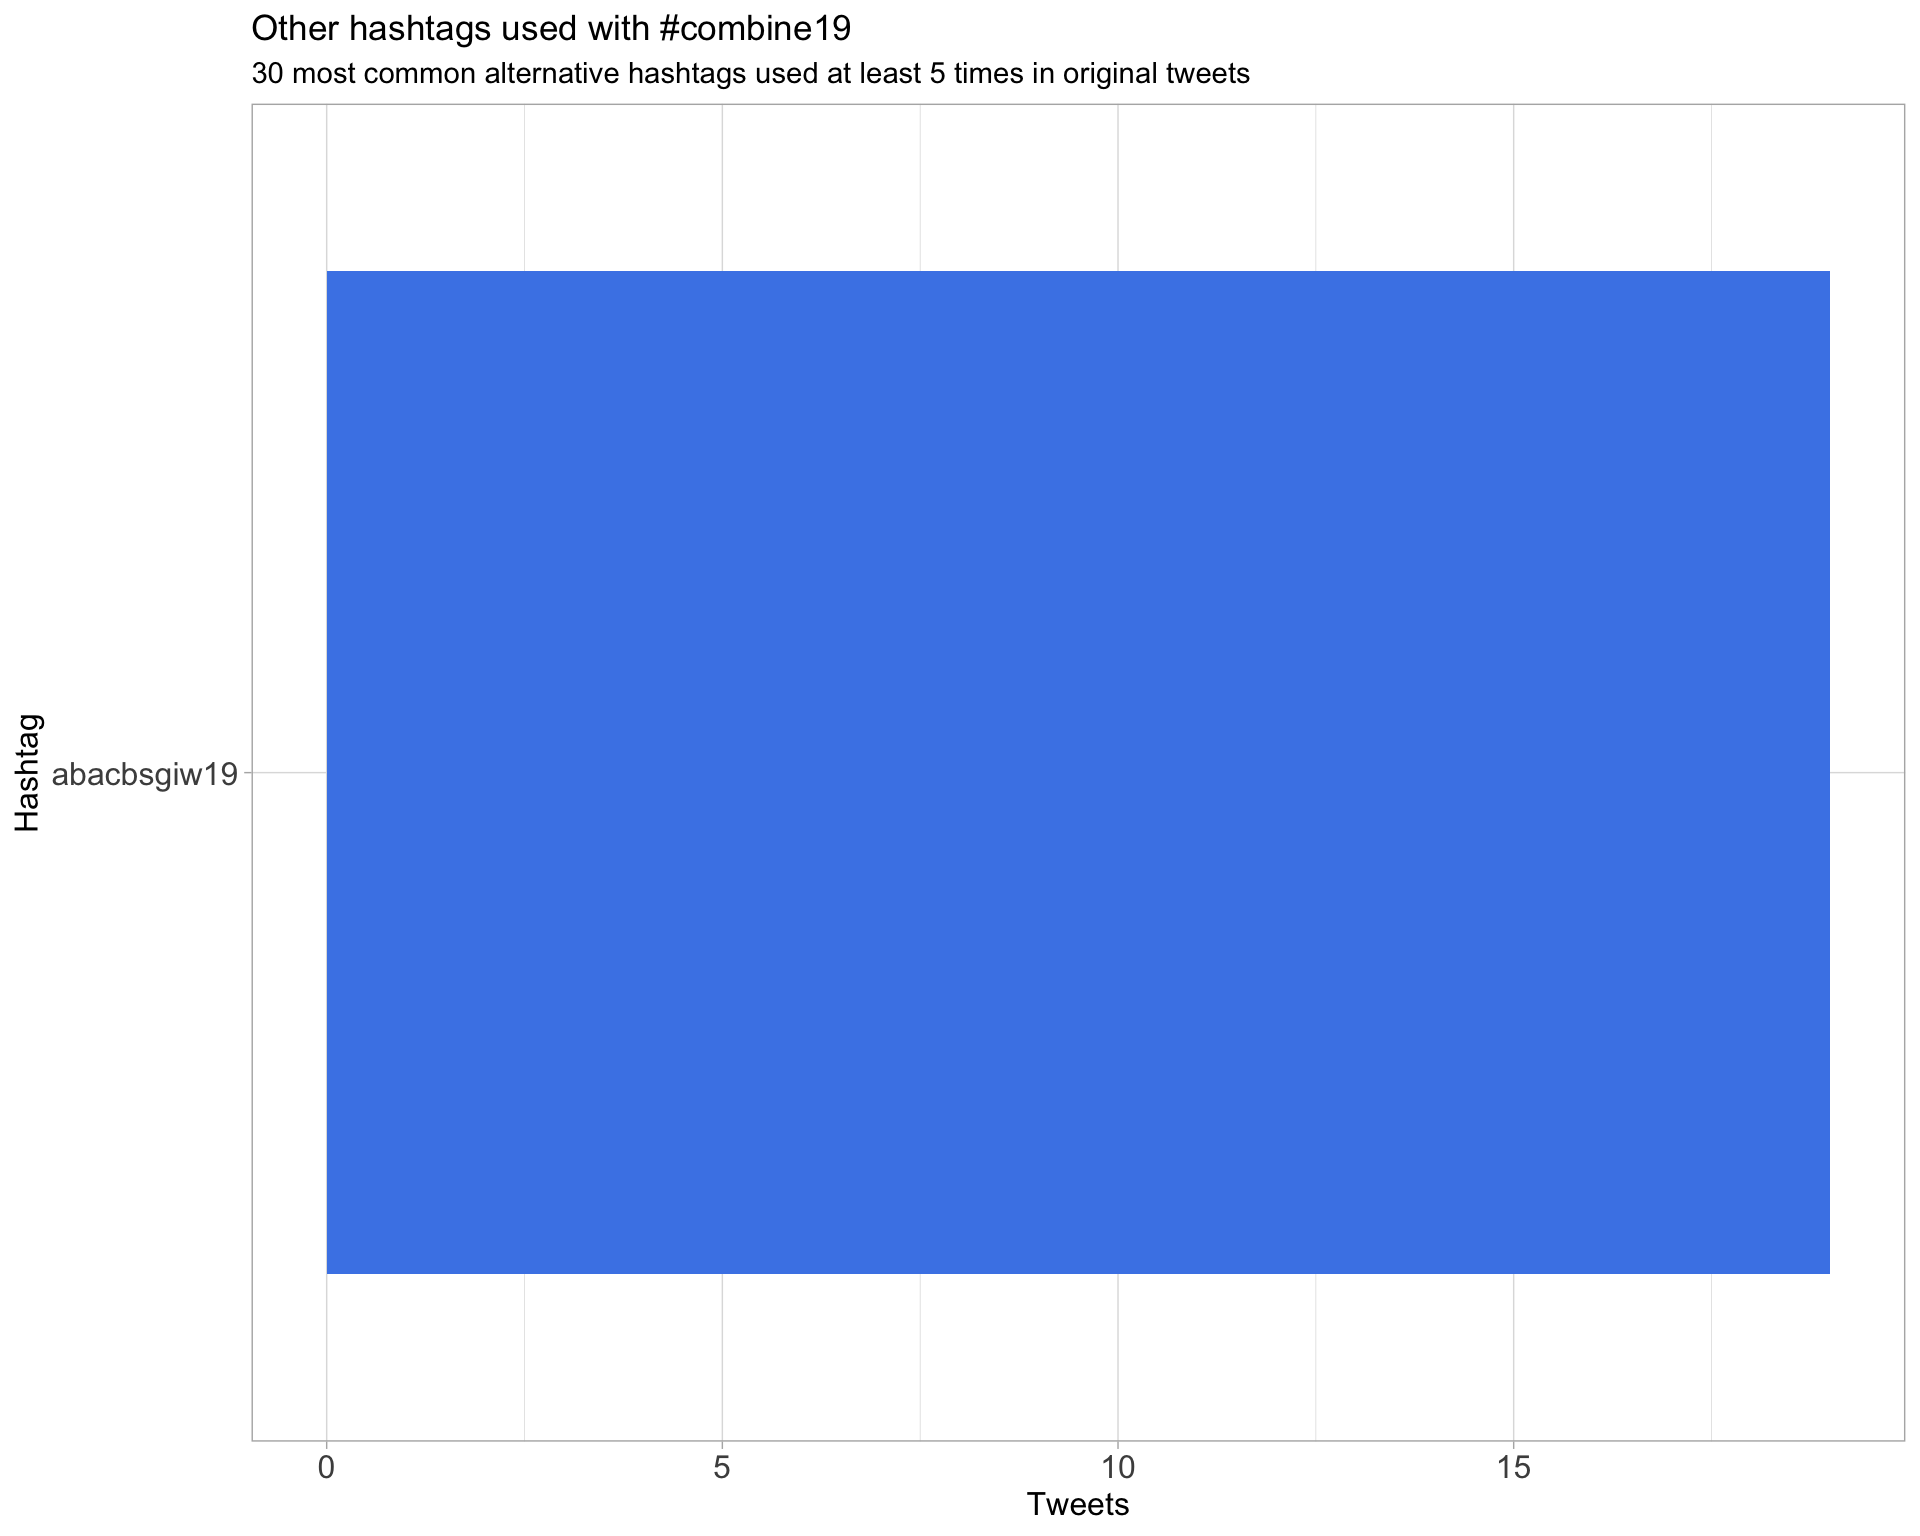 Other hashtags used with #combine19
30 most common alternative hashtags used at least 5 times in original tweets
Hashtag
abacbsgiw19
0 5 10 15
Tweets